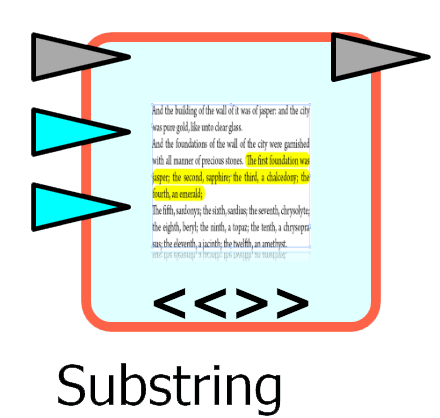 And the building of the wall of it was of jasper: and the city
was pure gold, like unto clear glass.
And the foundations of the wall of the city were garnished
with all manner of precious stones. The first foundation was
jasper; the second, sapphire; the third, a chalcedony; the
fourth, an emerald;
The fifth, sardonyx; the sixth, sardius; the seventh, chrysolyte;
the eighth, beryl; the ninth, a topaz; the tenth, a chrysopra
sus; the eleventh, a jacinth; the twelfth, an amethyst.
<<>>
Substring